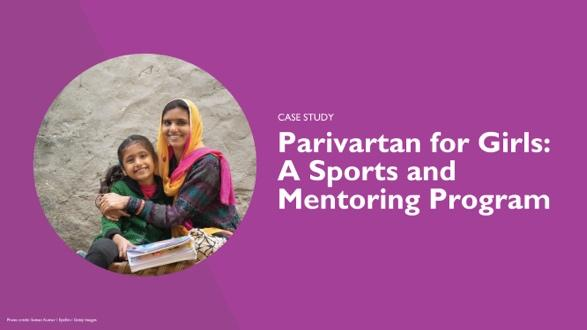 CASE STUDY
Parivartan for Girls:
A Sports and
Mentoring Program